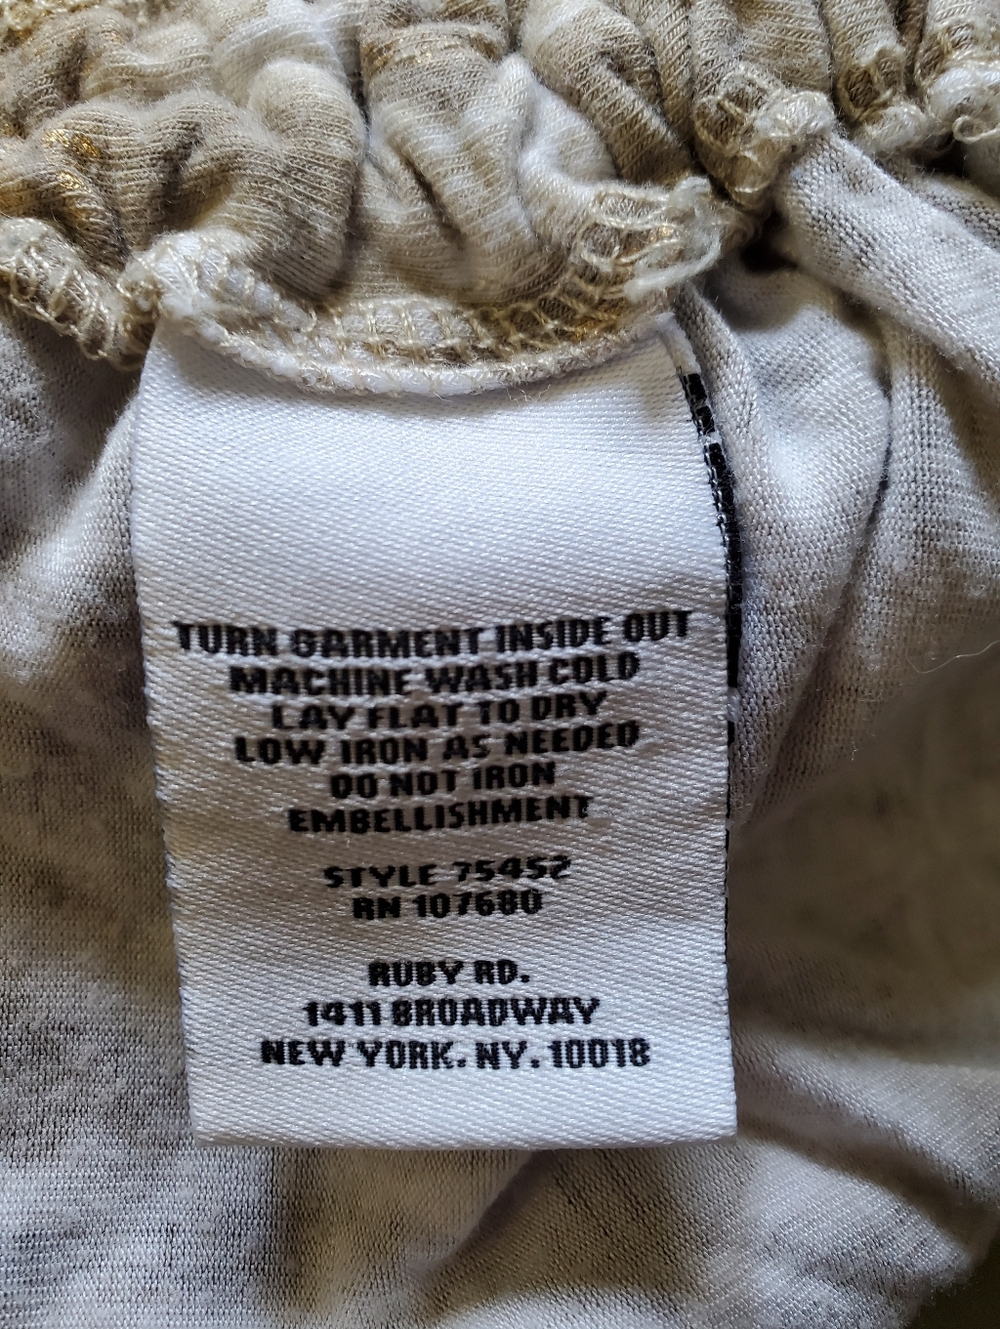 TURN GARMENT INSIDE OUT
MACHINE WASH COLD
LAY FLAT TO DRY
LOW IRON AS NEEDED
DO NOT IRON
EMBELLISHMENT
STYLE 75452
RN 107680
RUBY RD.
1411 BROADWAY
NEW YORK, NY. 10018